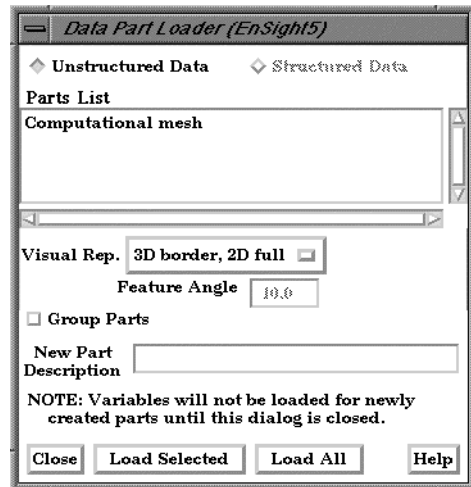 Data Part Loader (EnSight5)
Unstructured Data Structured Data
Parts List
Computational mesh
Visual Rep. 3D border, 2D full
Feature Angle 10.0
Group Parts
New Part
Description
NOTE: Variables will not be loaded for newly
created parts until this dialog is closed.
Close Load Selected Load All Help